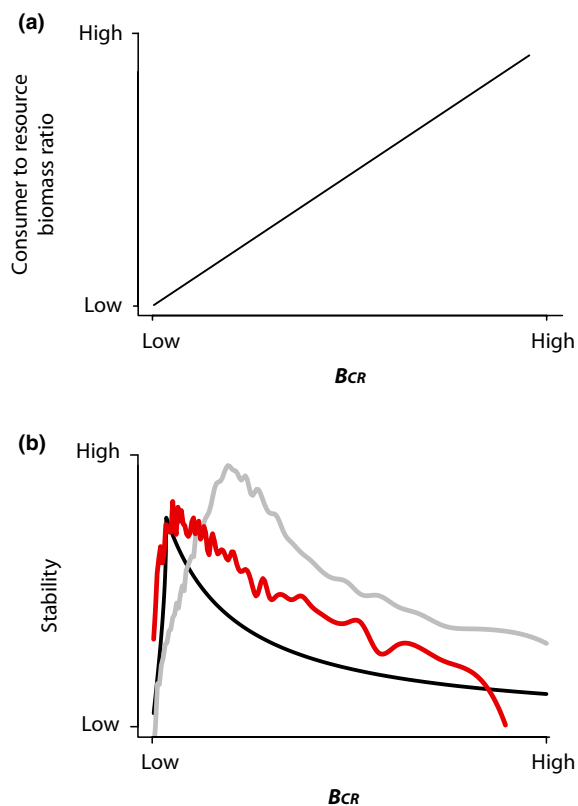 (a)
High
Consumer to resource
biomass ratio
Low
Low
High
BCR
(b)
High
Stability
Low
Low
High
BCR